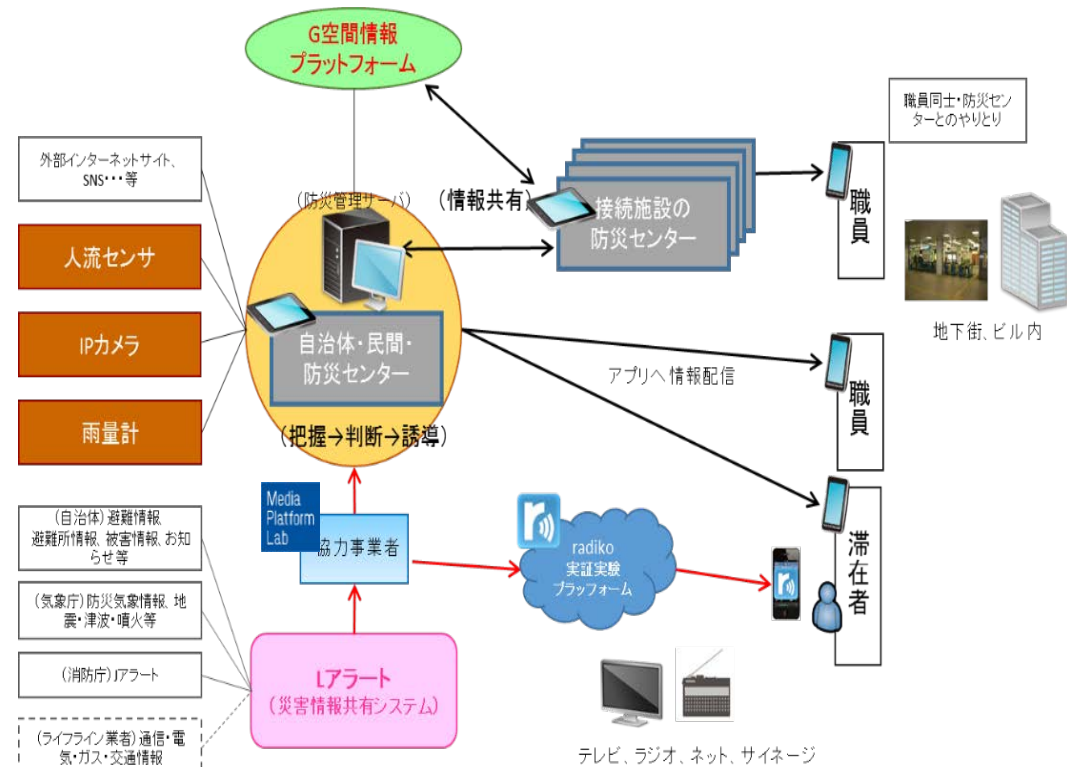 G空間情報
プラットフォーム
職員同士・防災セン
ターとのやりとり
外部インターネットサイト、
SNS・・・等
(防災管理サーバ)
(情報共有)
接続施設の
防災センター
職員
人流センサ
IPカメラ
雨量計
自治体・民間・
防災センター
(把握→判断→誘導)
地下街、ビル内
アプリへ情報配信
職員
(自治体)避難情報、
避難所情報、被害情報、お知
らせ等
(気象庁)防災気象情報、地
震・津波・噴火等
(消防庁)Jアラート
(ライフライン業者)通信・電
気・ガス・交通情報
Media
Platform
Lab
協力事業者
radiko
実証実験
プラッフォーム
滞在者
Lアラート
(災害情報共有システム)
テレビ、ラジオ、ネット、サイネージ